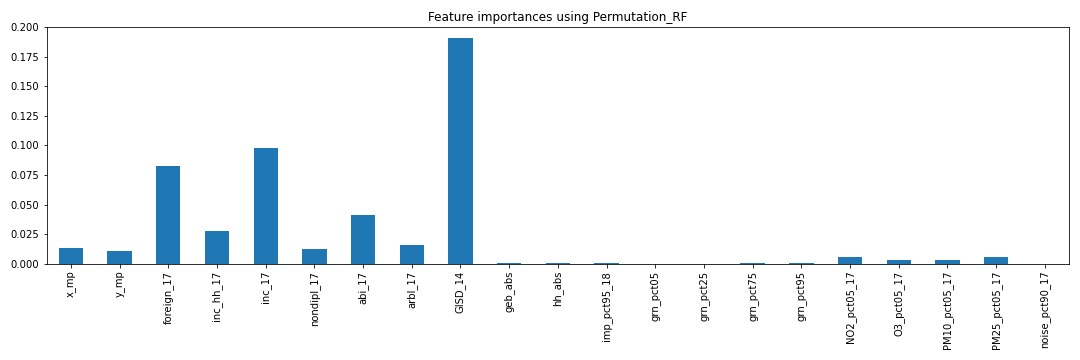 Feature importances using Permutation_RF
0.200
0.175
0.150
0.125
0.100
0.075
0.050
0.025
0.000
x_mp
y_mp
foreign_17
inc_hh_17
inc_17
nondipl_17
abi_17
arbl_17
GISD_14
geb_abs
hh_abs
imp_pct95_18
grn_pct05
grn_pct25
grn_pct75
grn_pct95
NO2_pct05_17
O3_pct05_17
PM10_pct05_17
PM25_pct05_17
noise_pct90_17